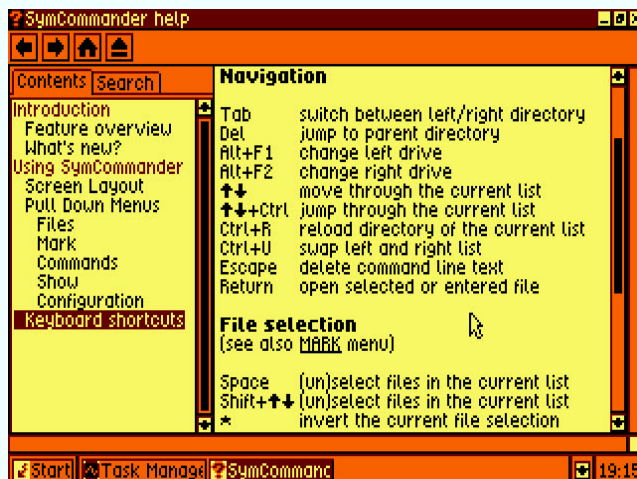 SymCommander help
Contents Search
Introduction
Feature overview
What's new?
Using SymCommander
Screen Layout
Pull Down Menus
Files
Mark
Commands
Show
Configuration
Keyboard shortcuts
Navigation
Tab switch between left/right directory
Del jump to parent directory
Alt+F1 change left drive
Alt+F2 change right drive
↑↓ move through the current list
↑↓+Ctrl jump through the current list
Ctrl+R reload directory of the current list
Ctrl+U swap left and right list
Escape delete command line text
Return open selected or entered file
File selection
(see also MARK menu)
Space (un)select files in the current list
Shift+↑↓ (un)select files in the current list
* invert the current file selection
Start Task Manage SymCommand 19:15